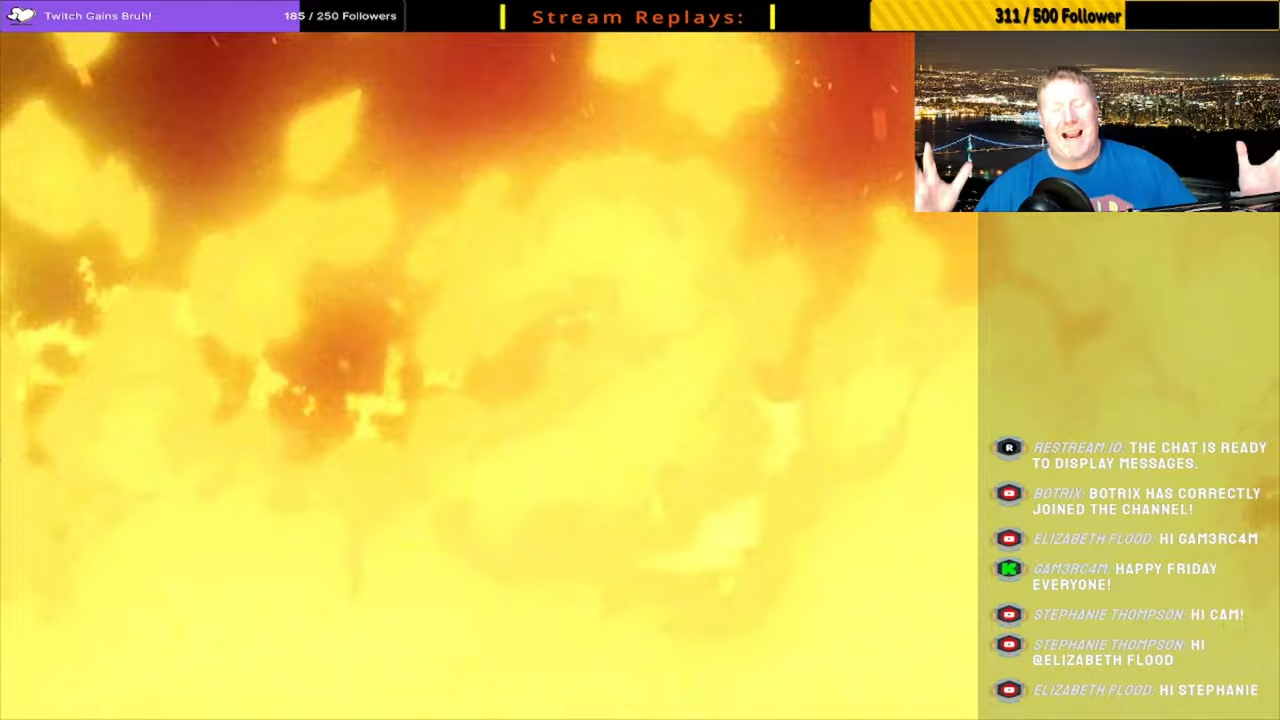 Twitch Gains Bruh!
185 / 250 Followers
Stream Replays:
311 / 500 Follower
RESTREAM.IO: THE CHAT IS READY
TO DISPLAY MESSAGES.
BOTRIX: BOTRIX HAS CORRECTLY
JOINED THE CHANNEL!
ELIZABETH FLOOD: HI GAM3RC4M
GAM3RC4M: HAPPY FRIDAY
EVERYONE!
STEPHANIE THOMPSON: HI CAM!
STEPHANIE THOMPSON: HI
@ELIZABETH FLOOD
ELIZABETH FLOOD: HI STEPHANIE